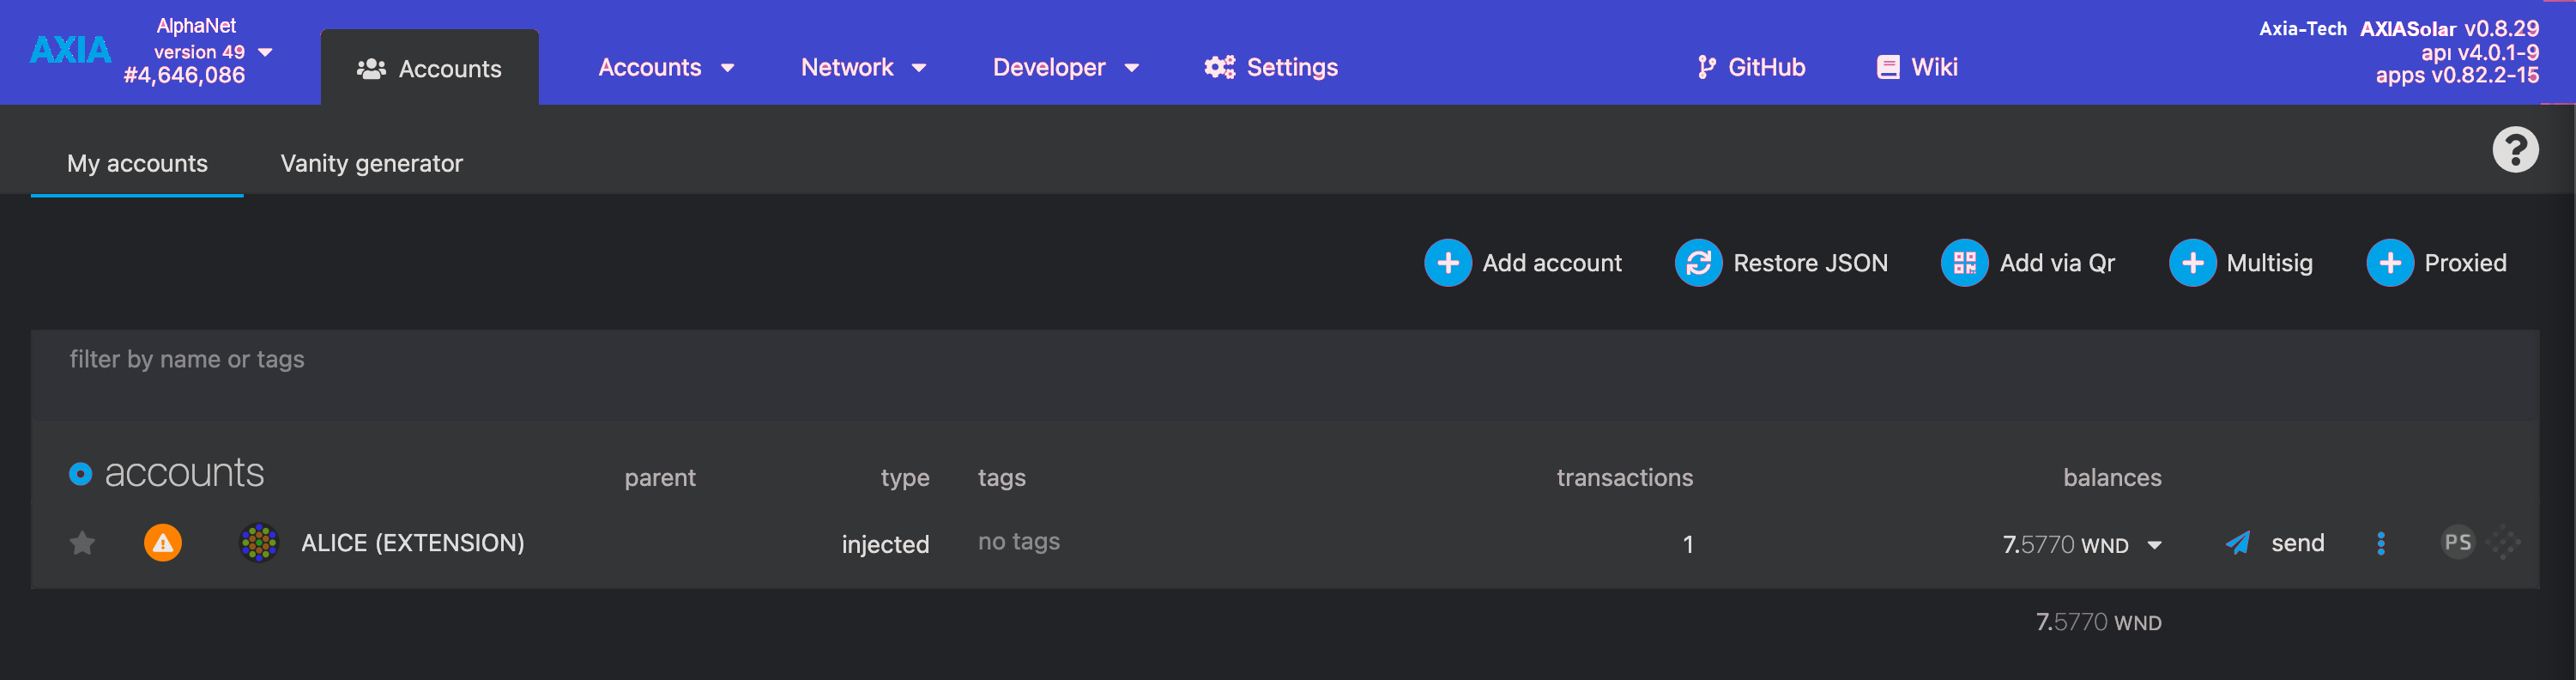 AXIA
AlphaNet
version 49
#4,646,086
Accounts
Accounts
Network
Developer
Settings
GitHub
Wiki
Axia-Tech AXIASolar v0.8.29
api v4.0.1-9
apps v0.82.2-15
My accounts
Vanity generator
?
Add account
Restore JSON
Add via Qr
Multisig
Proxied
filter by name or tags
accounts
parent
type
tags
transactions
balances
ALICE (EXTENSION)
injected
no tags
1
7.5770 WND
send
PS
7.5770 WND